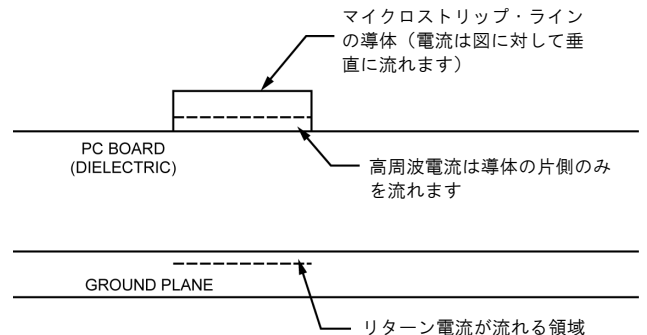 マイクロストリップ・ライン
の導体（電流は図に対して垂
直に流れます）
PC BOARD
(DIELECTRIC)
高周波電流は導体の片側のみ
を流れます
GROUND PLANE
リターン電流が流れる領域